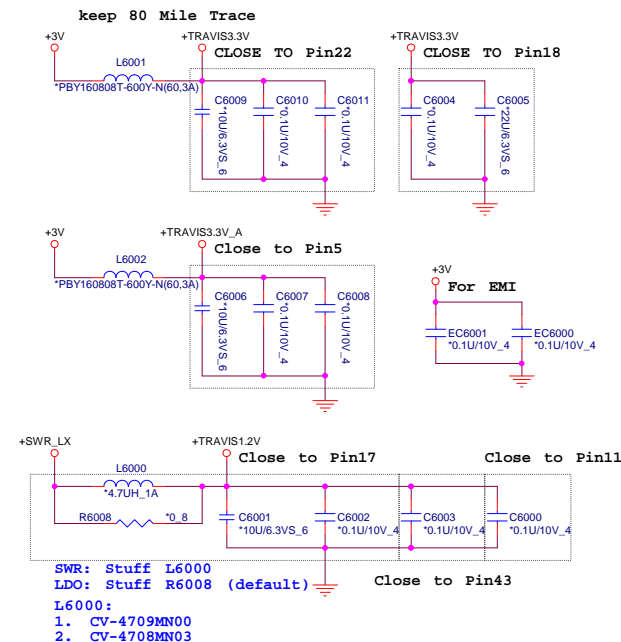 keep 80 Mile Trace
+3V
L6001
*PBY160808T-600Y-N(60,3A)
+TRAVIS3.3V
CLOSE TO Pin22
C6009
*10U/6.3VS_6
C6010
*0.1U/10V_4
C6011
*0.1U/10V_4
+TRAVIS3.3V
CLOSE TO Pin18
C6004
*0.1U/10V_4
C6005
*22U/6.3VS_6
+3V
L6002
*PBY160808T-600Y-N(60,3A)
+TRAVIS3.3V_A
Close to Pin5
C6006
*10U/6.3VS_6
C6007
*0.1U/10V_4
C6008
*0.1U/10V_4
+3V
For EMI
EC6001
*0.1U/10V_4
EC6000
*0.1U/10V_4
+SWR_LX
L6000
*4.7UH_1A
R6008
*0_8
+TRAVIS1.2V
Close to Pin17
Close to Pin11
C6001
*10U/6.3VS_6
C6002
*0.1U/10V_4
C6003
*0.1U/10V_4
C6000
*0.1U/10V_4
Close to Pin43
SWR: Stuff L6000
LDO: Stuff R6008 (default)
L6000:
1. CV-4709MN00
2. CV-4708MN03